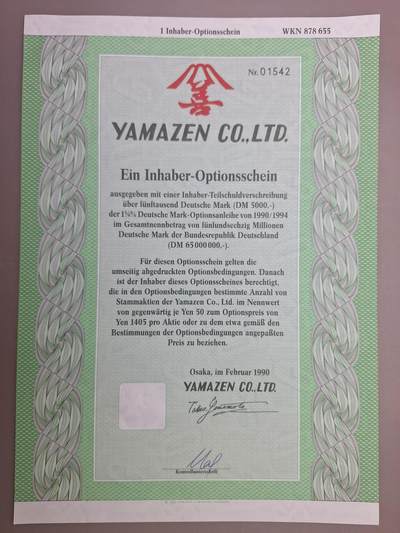 1 Inhaber-Optionsschein WKN 878 655
Nr. 01542
善
YAMAZEN CO.,LTD.
Ein Inhaber-Optionsschein
ausgegeben mit einer Inhaber-Teilschuldverschreibung
über fünftausend Deutsche Mark (DM 5000.-)
der Deutsche Mark-Optionsanleihe von 1990/1994
im Gesamtnennbetrag von fünfundsechzig Millionen
Deutsche Mark der Bundesrepublik Deutschland
(DM 65 000 000.-).
Für diesen Optionsschein gelten die
umseitig abgedruckten Optionsbedingungen. Danach
ist der Inhaber dieses Optionsscheines berechtigt,
die in den Optionsbedingungen bestimmte Anzahl von
Stammaktien der Yamazen Co., Ltd. im Nennwert
von gegenwärtig je Yen 50 zum Optionspreis von
Yen 1405 pro Aktie oder zu dem etwa gemäß den
Bestimmungen der Optionsbedingungen angepaßten
Preis zu beziehen.
Osaka, im Februar 1990
YAMAZEN CO.,LTD.
Kontrollunterschrift